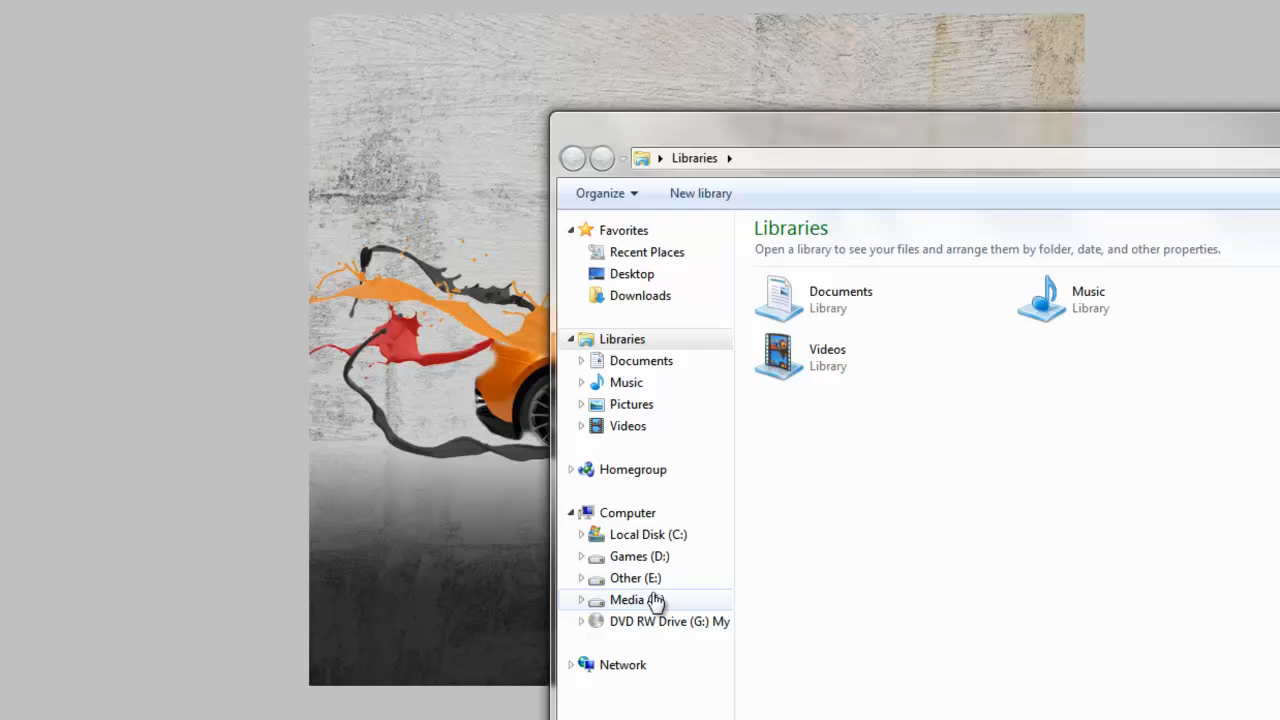 Libraries
Organize
New library
Favorites
Recent Places
Desktop
Downloads
Libraries
Documents
Music
Pictures
Videos
Homegroup
Computer
Local Disk (C:)
Games (D:)
Other (E:)
Media
DVD RW Drive (G:) My
Network
Libraries
Open a library to see your files and arrange them by folder, date, and other properties.
Documents
Library
Music
Library
Videos
Library